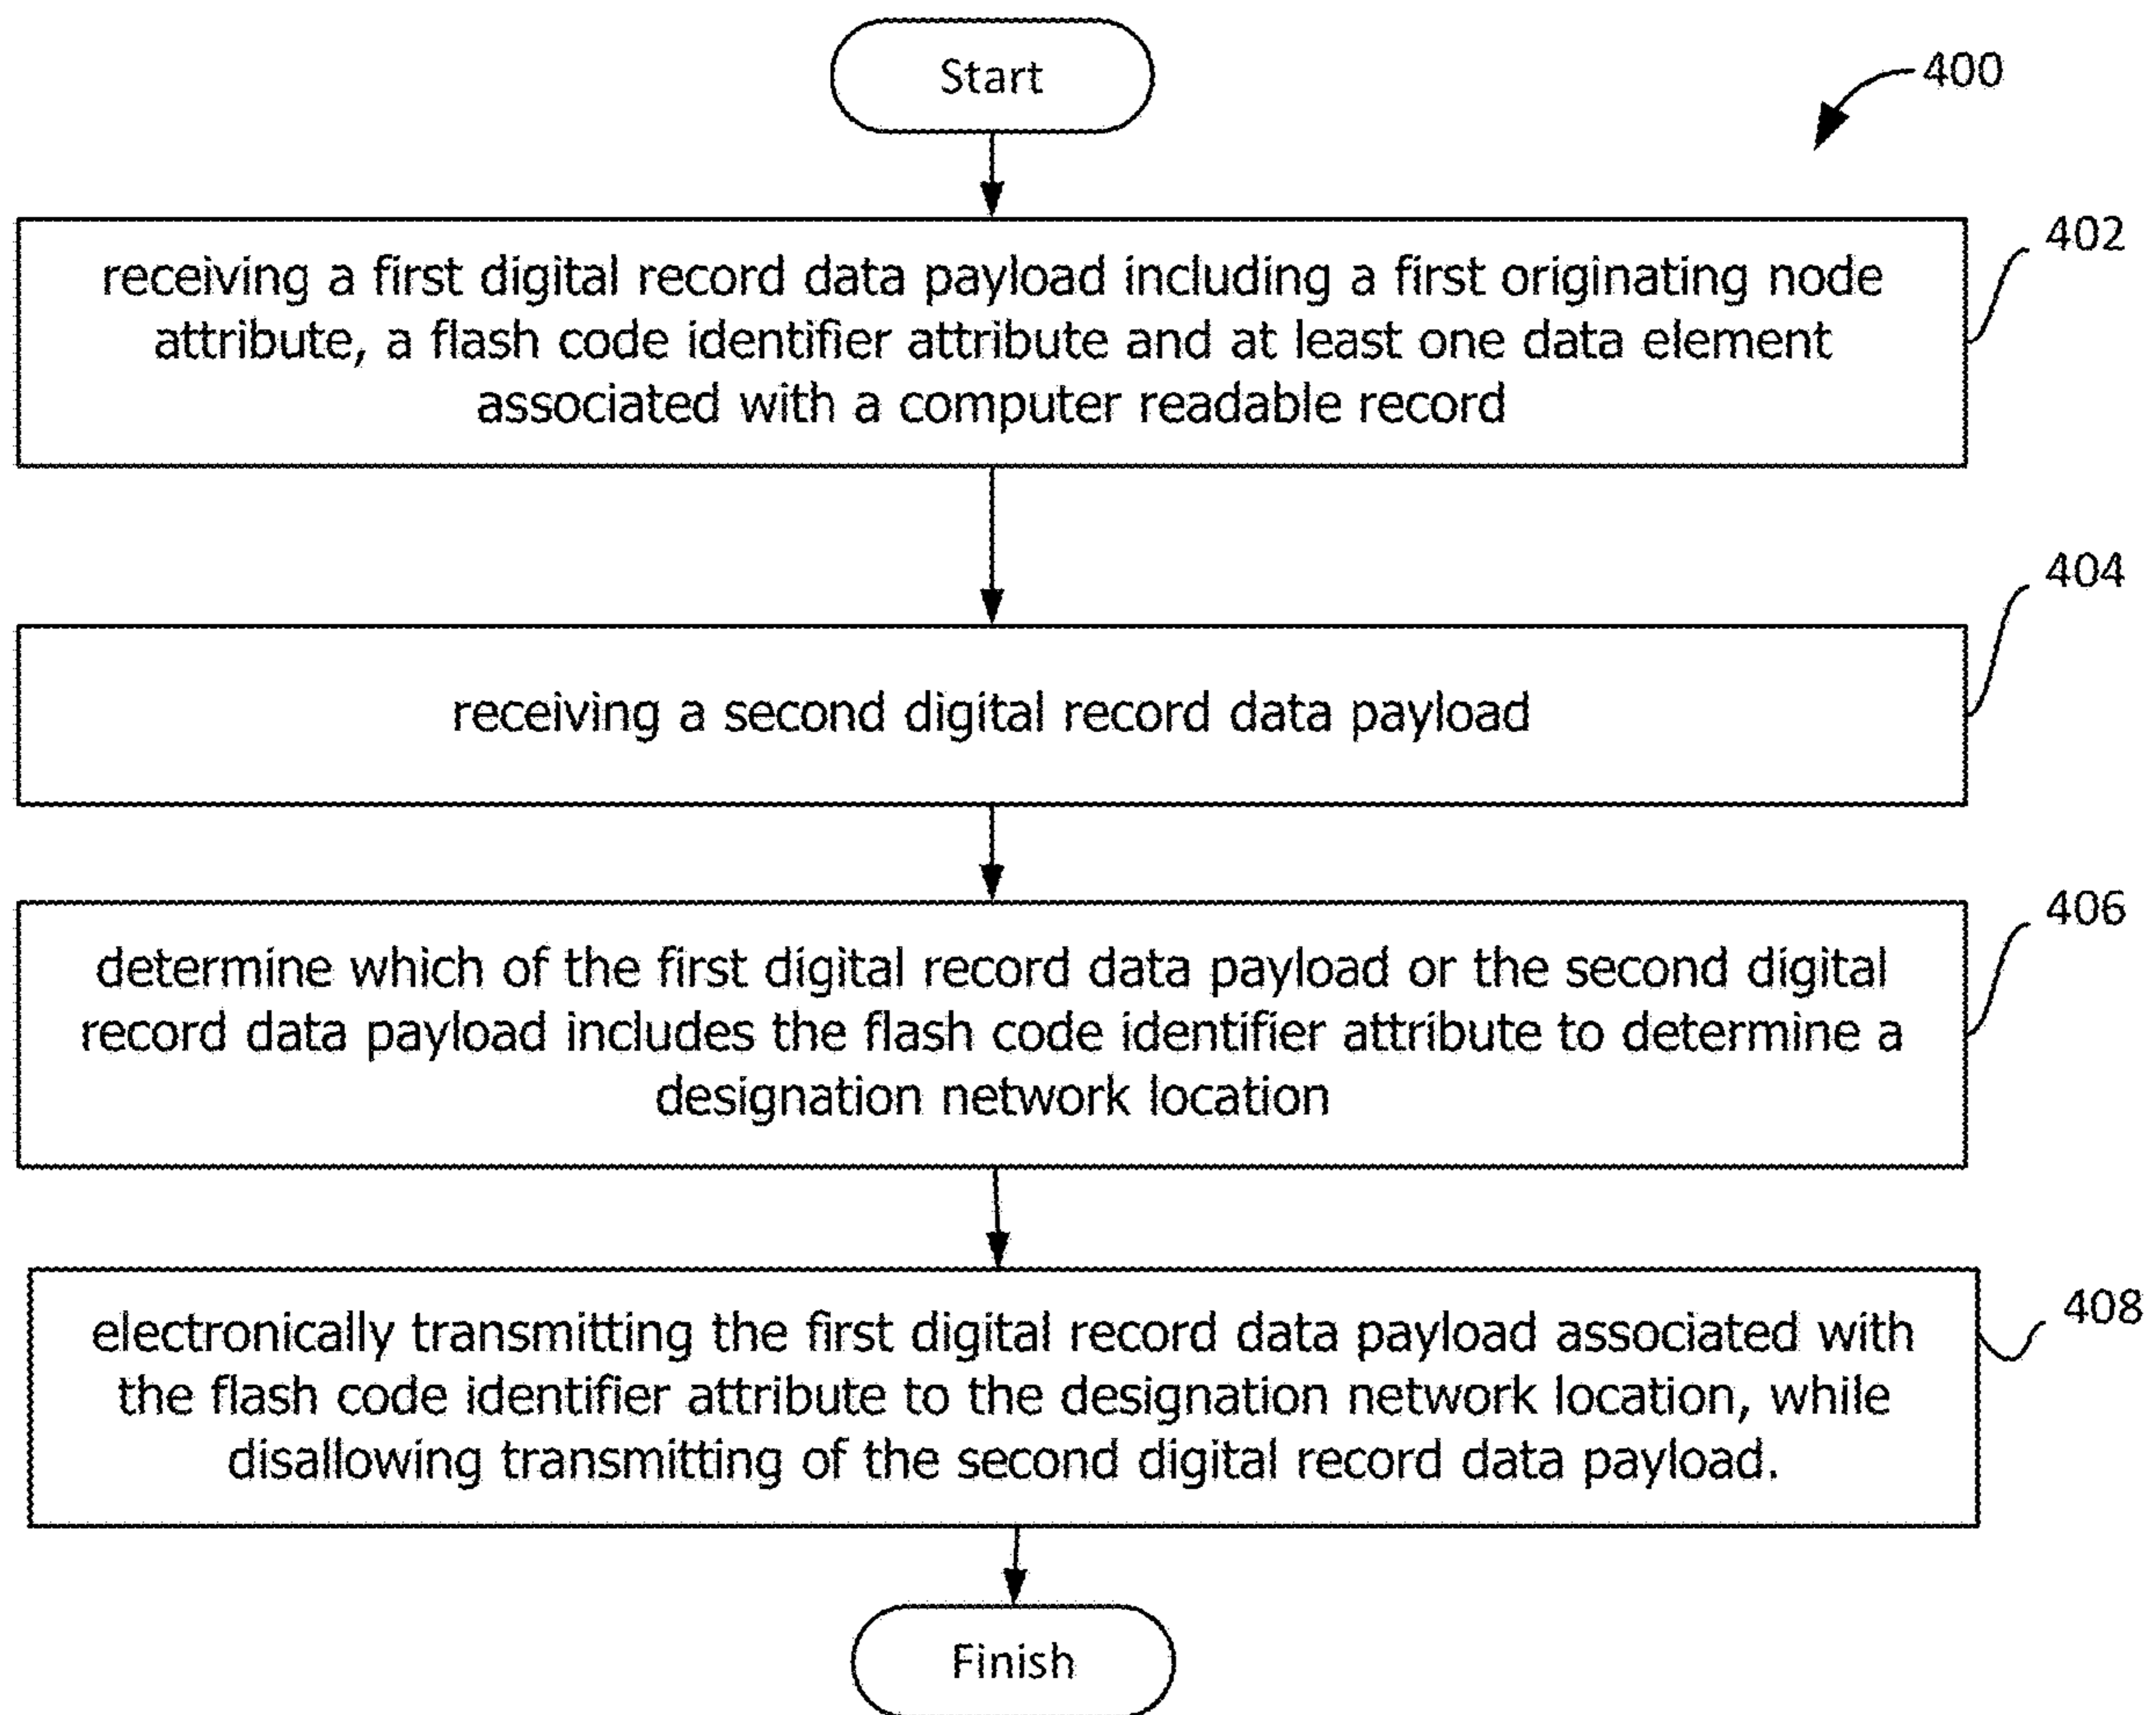 Start
400
402
receiving a first digital record data payload including a first originating node
attribute, a flash code identifier attribute and at least one data element
associated with a computer readable record
404
receiving a second digital record data payload
406
determine which of the first digital record data payload or the second digital
record data payload includes the flash code identifier attribute to determine a
designation network location
408
electronically transmitting the first digital record data payload associated with
the flash code identifier attribute to the designation network location, while
disallowing transmitting of the second digital record data payload.
Finish